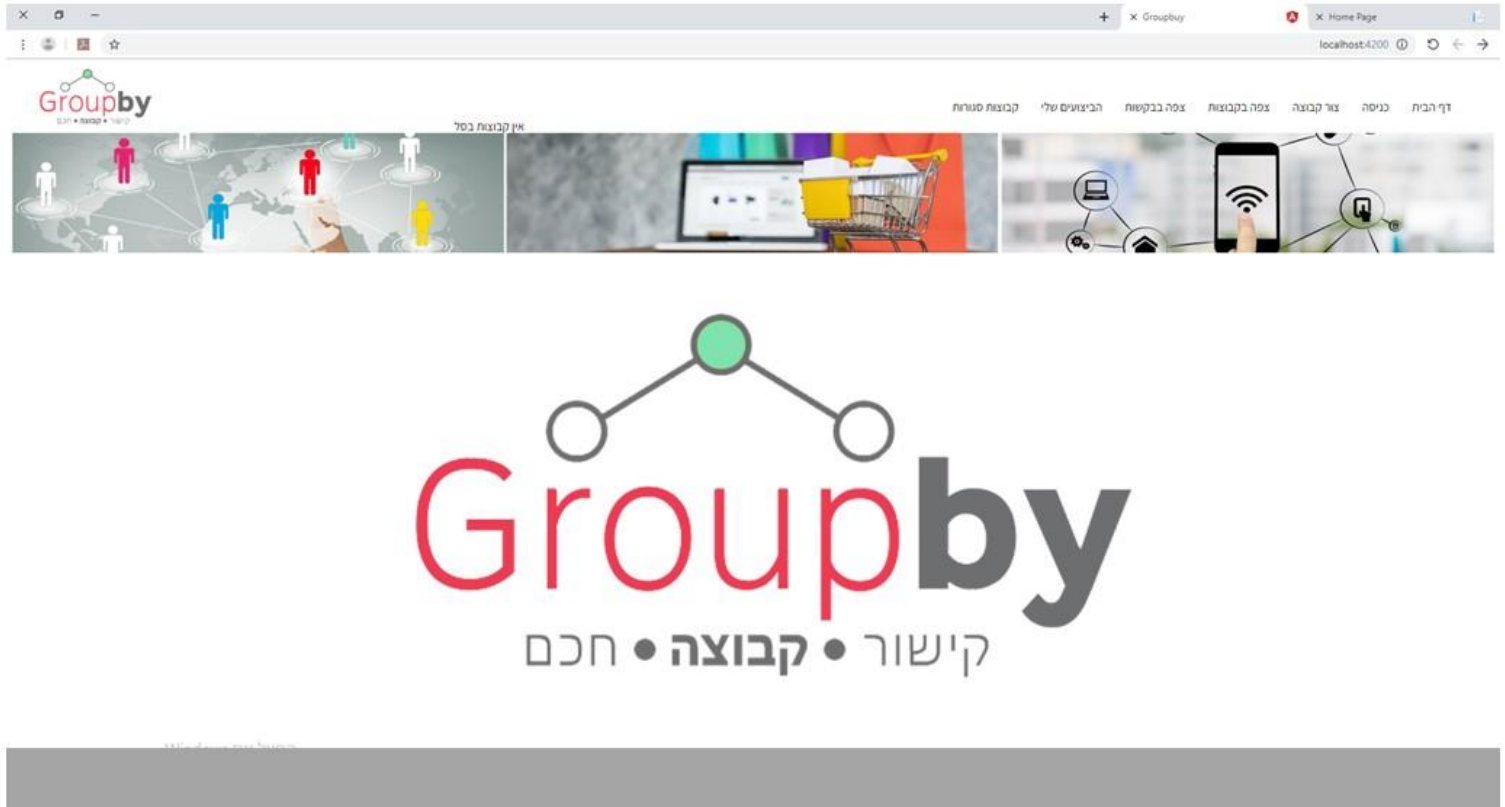 Groupbuy
Home Page
localhost:4200
Groupby
קישור • קבוצה • חכם
דף הבית כניסה צור קבוצה צפה בקבוצות צפה בבקשות הביצועים שלי קבוצות סגורות
אין קבוצות בסל
Groupby
קישור • קבוצה • חכם